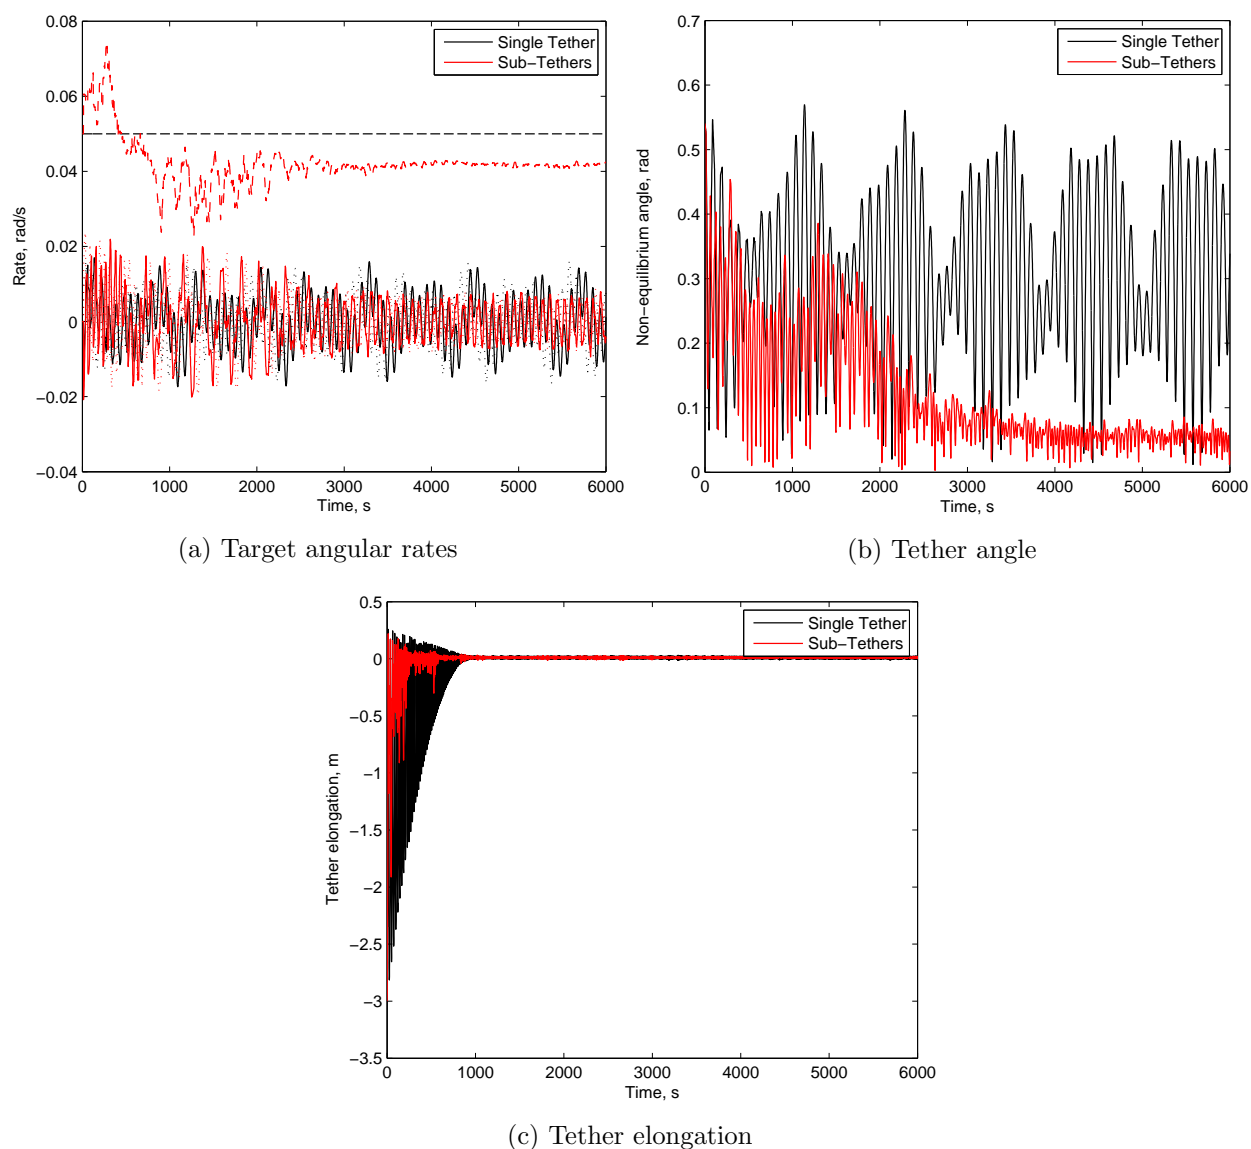 0.08
0.06
0.04
0.02
0
−0.02
−0.04
Rate, rad/s
Single Tether
Sub−Tethers
0 1000 2000 3000 4000 5000 6000
Time, s
(a) Target angular rates
0.7
0.6
0.5
0.4
0.3
0.2
0.1
0
Non−equilibrium angle, rad
Single Tether
Sub−Tethers
0 1000 2000 3000 4000 5000 6000
Time, s
(b) Tether angle
0.5
0
−0.5
−1
−1.5
−2
−2.5
−3
−3.5
Tether elongation, m
Single Tether
Sub−Tethers
0 1000 2000 3000 4000 5000 6000
Time, s
(c) Tether elongation